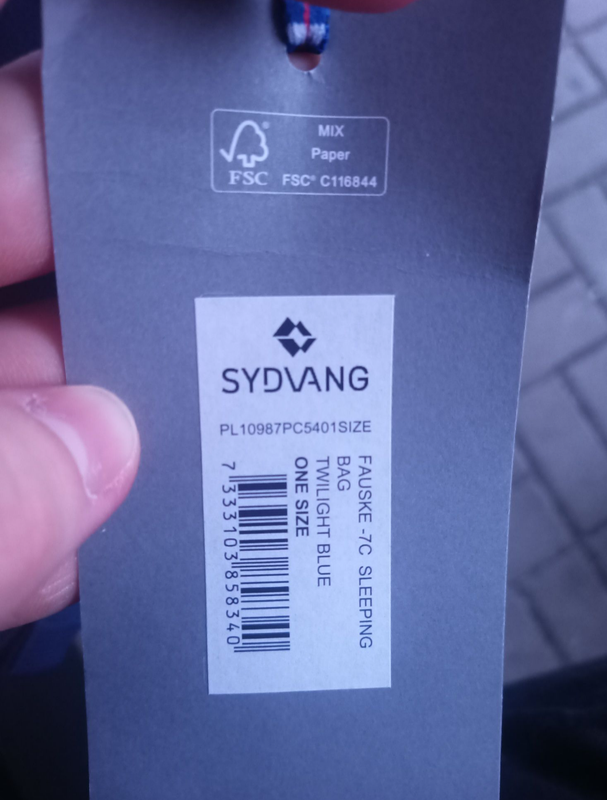 MIX
Paper
FSC® C116844
FSC
SYDVANG
PL10987PC5401SIZE
FAUSKE -7C SLEEPING
BAG
TWILIGHT BLUE
ONE SIZE
7 333103 858340